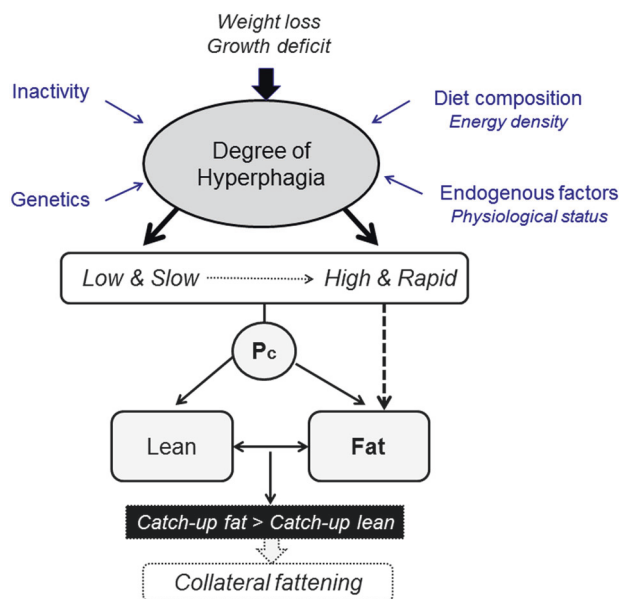 Weight loss
Growth deficit
Inactivity
Diet composition
Energy density
Degree of
Hyperphagia
Genetics
Endogenous factors
Physiological status
Low & Slow
High & Rapid
Pc
Lean
Fat
Catch-up fat > Catch-up lean
Collateral fattening